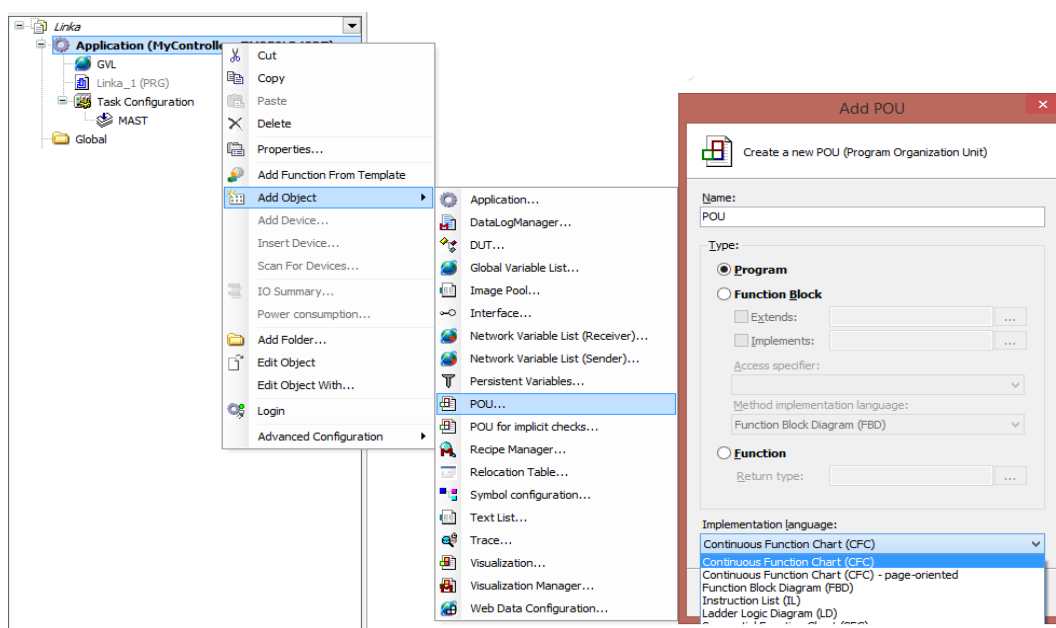 Linka
Application (MyController
GVL
Linka_1 (PRG)
Task Configuration
MAST
Global
Cut
Copy
Paste
Delete
Properties...
Add Function From Template
Add Object
Add Device...
Insert Device...
Scan For Devices...
IO Summary...
Power consumption...
Add Folder...
Edit Object
Edit Object With...
Login
Advanced Configuration
Application...
DataLogManager...
DUT...
Global Variable List...
Image Pool...
Interface...
Network Variable List (Receiver)...
Network Variable List (Sender)...
Persistent Variables...
POU...
POU for implicit checks...
Recipe Manager...
Relocation Table...
Symbol configuration...
Text List...
Trace...
Visualization...
Visualization Manager...
Web Data Configuration...
Add POU
Create a new POU (Program Organization Unit)
Name:
POU
Type:
Program
Function Block
Extends:
...
Implements:
...
Access specifier:
Method implementation language:
Function Block Diagram (FBD)
Function
Return type:
...
Implementation language:
Continuous Function Chart (CFC)
Continuous Function Chart (CFC)
Continuous Function Chart (CFC) - page-oriented
Function Block Diagram (FBD)
Instruction List (IL)
Ladder Logic Diagram (LD)